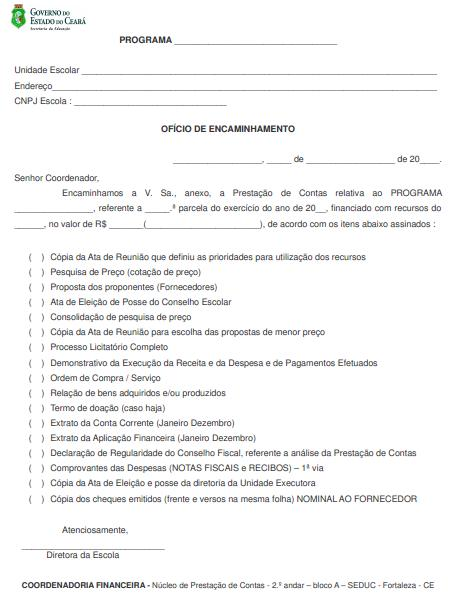 GOVERNO DO
ESTADO DO CEARÁ
Secretaria da Educação
PROGRAMA ________________________________
Unidade Escolar ______________________________________________________________________
Endereço______________________________________________________________________
CNPJ Escola : ______________________________
OFÍCIO DE ENCAMINHAMENTO
__________________, _____ de __________________ de 20____.
Senhor Coordenador,
Encaminhamos a V. Sa., anexo, a Prestação de Contas relativa ao PROGRAMA
________________, referente a _____.ª parcela do exercício do ano de 20__, financiado com recursos do
______, no valor de R$ _______(_______________________), de acordo com os itens abaixo assinados :
( ) Cópia da Ata de Reunião que definiu as prioridades para utilização dos recursos
( ) Pesquisa de Preço (cotação de preço)
( ) Proposta dos proponentes (Fornecedores)
( ) Ata de Eleição de Posse do Conselho Escolar
( ) Consolidação de pesquisa de preço
( ) Cópia da Ata de Reunião para escolha das propostas de menor preço
( ) Processo Licitatório Completo
( ) Demonstrativo da Execução da Receita e da Despesa e de Pagamentos Efetuados
( ) Ordem de Compra / Serviço
( ) Relação de bens adquiridos e/ou produzidos
( ) Termo de doação (caso haja)
( ) Extrato da Conta Corrente (Janeiro Dezembro)
( ) Extrato da Aplicação Financeira (Janeiro Dezembro)
( ) Declaração de Regularidade do Conselho Fiscal, referente a análise da Prestação de Contas
( ) Comprovantes das Despesas (NOTAS FISCAIS e RECIBOS) – 1ª via
( ) Cópia da Ata de Eleição e posse da diretoria da Unidade Executora
( ) Cópia dos cheques emitidos (frente e versos na mesma folha) NOMINAL AO FORNECEDOR
Atenciosamente,
_____________________________
Diretora da Escola
COORDENADORIA FINANCEIRA - Núcleo de Prestação de Contas - 2.º andar – bloco A – SEDUC - Fortaleza - CE